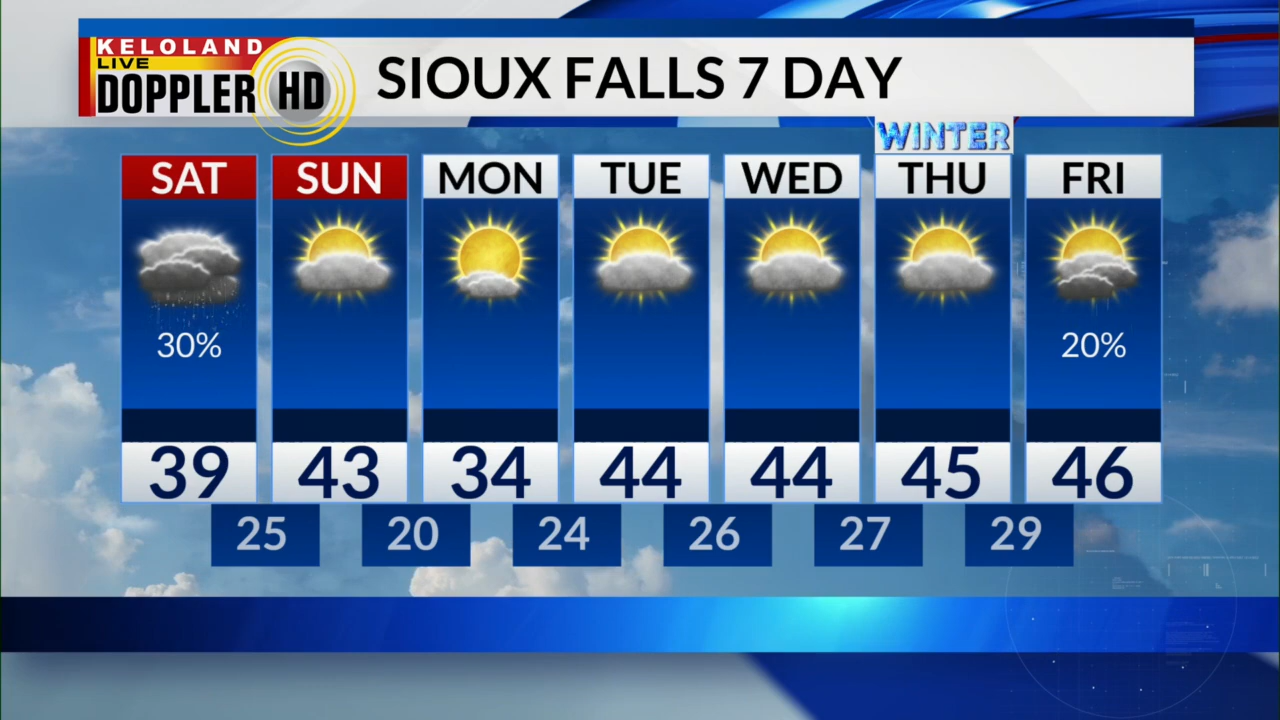 KELOLAND
LIVE
DOPPLER HD
SIOUX FALLS 7 DAY
WINTER
SAT SUN MON TUE WED THU FRI
30% 20%
39 43 34 44 44 45 46
25 20 24 26 27 29